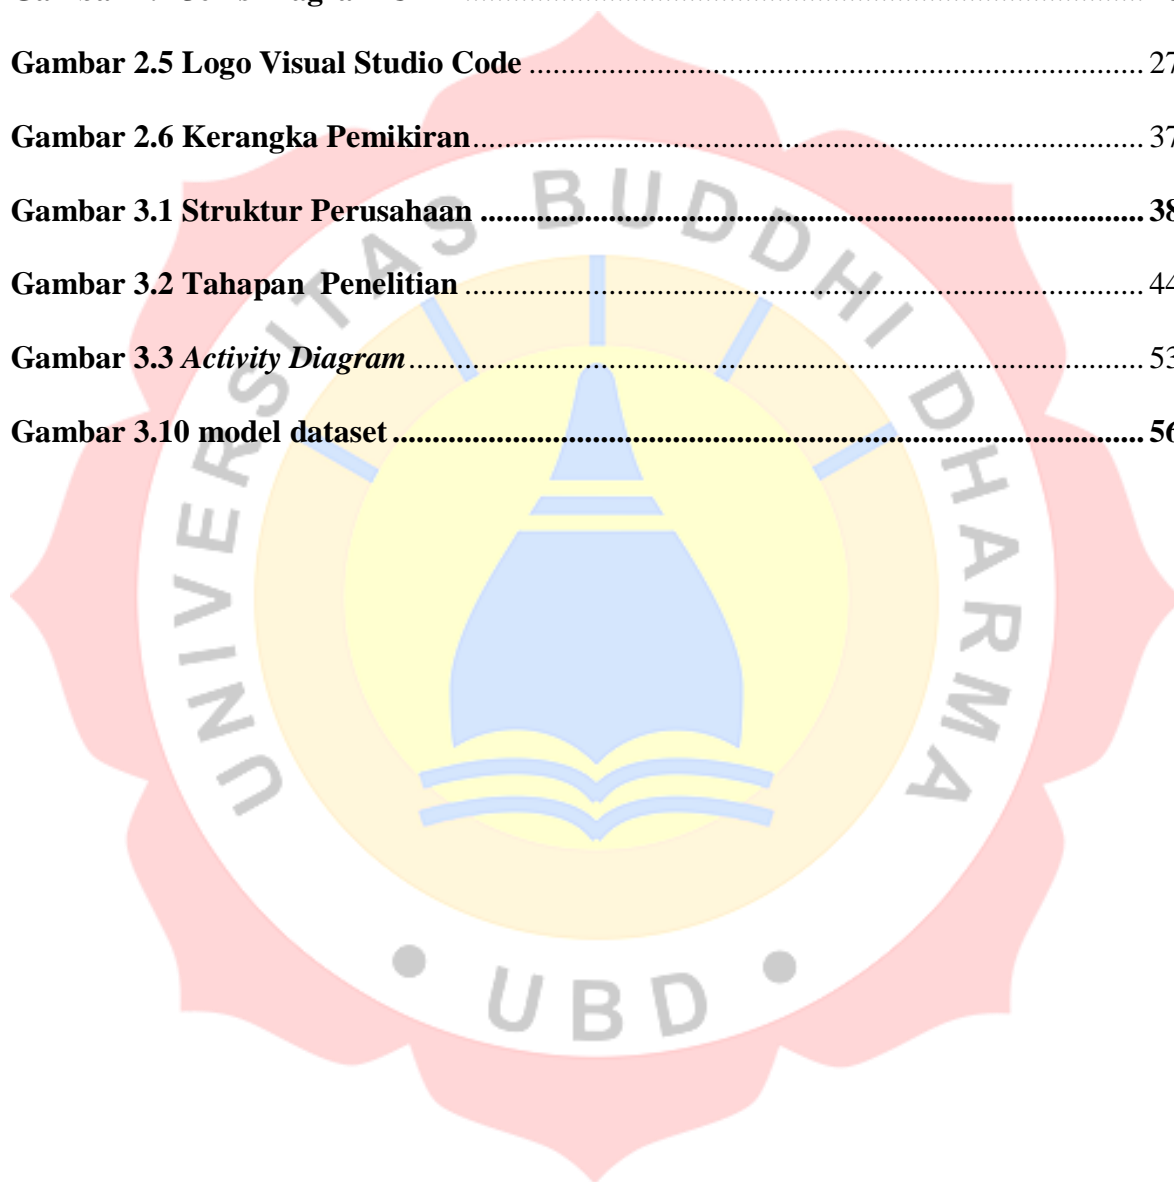 Gambar 2.5 Logo Visual Studio Code ........ 27
Gambar 2.6 Kerangka Pemikiran ........ 37
Gambar 3.1 Struktur Perusahaan ........ 38
Gambar 3.2 Tahapan  Penelitian ........ 44
Gambar 3.3 Activity Diagram ........ 53
Gambar 3.10 model dataset ........ 56
UNIVERSITAS BUDDHI DHARMA
• UBD •